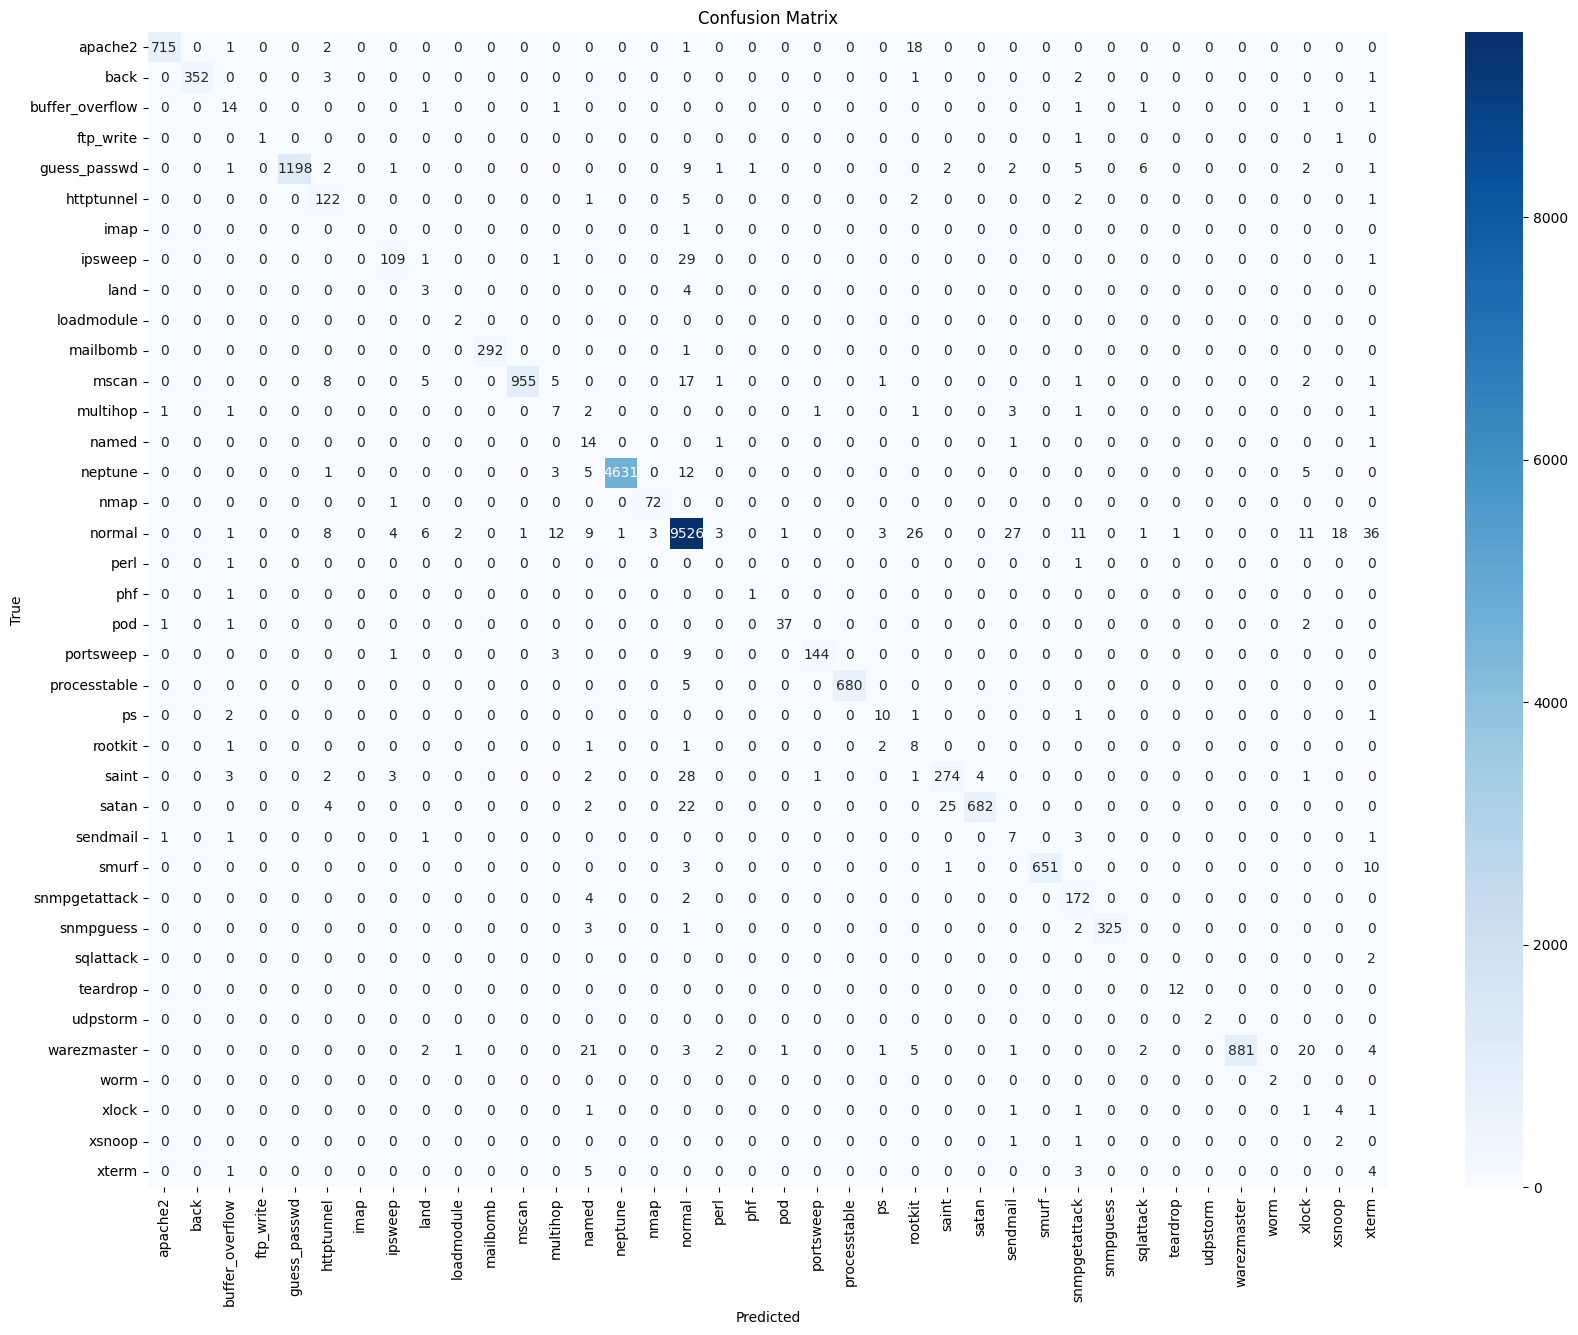 Confusion Matrix
apache2 715 0 1 0 0 2 0 0 0 0 0 0 0 0 0 0 1 0 0 0 0 0 0 18 0 0 0 0 0 0 0 0 0 0 0 0 0 0
back 0 352 0 0 0 3 0 0 0 0 0 0 0 0 0 0 0 0 0 0 0 0 0 1 0 0 0 0 2 0 0 0 0 0 0 0 0 1
buffer_overflow 0 0 14 0 0 0 0 0 1 0 0 0 1 0 0 0 0 0 0 0 0 0 0 0 0 0 0 0 1 0 1 0 0 0 0 1 0 1
ftp_write 0 0 0 1 0 0 0 0 0 0 0 0 0 0 0 0 0 0 0 0 0 0 0 0 0 0 0 0 1 0 0 0 0 0 0 0 1 0
guess_passwd 0 0 1 0 1198 2 0 1 0 0 0 0 0 0 0 0 9 1 1 0 0 0 0 0 2 0 2 0 5 0 6 0 0 0 0 2 0 1
httptunnel 0 0 0 0 0 122 0 0 0 0 0 0 0 1 0 0 5 0 0 0 0 0 0 2 0 0 0 0 2 0 0 0 0 0 0 0 0 1
imap 0 0 0 0 0 0 0 0 0 0 0 0 0 0 0 0 1 0 0 0 0 0 0 0 0 0 0 0 0 0 0 0 0 0 0 0 0 0
ipsweep 0 0 0 0 0 0 0 109 1 0 0 0 1 0 0 0 29 0 0 0 0 0 0 0 0 0 0 0 0 0 0 0 0 0 0 0 0 1
land 0 0 0 0 0 0 0 0 3 0 0 0 0 0 0 0 4 0 0 0 0 0 0 0 0 0 0 0 0 0 0 0 0 0 0 0 0 0
loadmodule 0 0 0 0 0 0 0 0 0 2 0 0 0 0 0 0 0 0 0 0 0 0 0 0 0 0 0 0 0 0 0 0 0 0 0 0 0 0
mailbomb 0 0 0 0 0 0 0 0 0 0 292 0 0 0 0 0 1 0 0 0 0 0 0 0 0 0 0 0 0 0 0 0 0 0 0 0 0 0
mscan 0 0 0 0 0 8 0 0 5 0 0 955 5 0 0 0 17 1 0 0 0 0 1 0 0 0 0 0 1 0 0 0 0 0 0 2 0 1
multihop 1 0 1 0 0 0 0 0 0 0 0 0 7 2 0 0 0 0 0 0 1 0 0 1 0 0 3 0 1 0 0 0 0 0 0 0 0 1
named 0 0 0 0 0 0 0 0 0 0 0 0 0 14 0 0 0 1 0 0 0 0 0 0 0 0 1 0 0 0 0 0 0 0 0 0 0 1
neptune 0 0 0 0 0 1 0 0 0 0 0 0 3 5 4631 0 12 0 0 0 0 0 0 0 0 0 0 0 0 0 0 0 0 0 0 5 0 0
nmap 0 0 0 0 0 0 0 1 0 0 0 0 0 0 0 72 0 0 0 0 0 0 0 0 0 0 0 0 0 0 0 0 0 0 0 0 0 0
normal 0 0 1 0 0 8 0 4 6 2 0 1 12 9 1 3 9526 3 0 1 0 0 3 26 0 0 27 0 11 0 1 1 0 0 0 11 18 36
perl 0 0 1 0 0 0 0 0 0 0 0 0 0 0 0 0 0 0 0 0 0 0 0 0 0 0 0 0 1 0 0 0 0 0 0 0 0 0
phf 0 0 1 0 0 0 0 0 0 0 0 0 0 0 0 0 0 0 1 0 0 0 0 0 0 0 0 0 0 0 0 0 0 0 0 0 0 0
pod 1 0 1 0 0 0 0 0 0 0 0 0 0 0 0 0 0 0 0 37 0 0 0 0 0 0 0 0 0 0 0 0 0 0 0 2 0 0
portsweep 0 0 0 0 0 0 0 1 0 0 0 0 3 0 0 0 9 0 0 0 144 0 0 0 0 0 0 0 0 0 0 0 0 0 0 0 0 0
processtable 0 0 0 0 0 0 0 0 0 0 0 0 0 0 0 0 5 0 0 0 0 680 0 0 0 0 0 0 0 0 0 0 0 0 0 0 0 0
ps 0 0 2 0 0 0 0 0 0 0 0 0 0 0 0 0 0 0 0 0 0 0 10 1 0 0 0 0 1 0 0 0 0 0 0 0 0 1
rootkit 0 0 1 0 0 0 0 0 0 0 0 0 0 1 0 0 1 0 0 0 0 0 2 8 0 0 0 0 0 0 0 0 0 0 0 0 0 0
saint 0 0 3 0 0 2 0 3 0 0 0 0 0 2 0 0 28 0 0 0 1 0 0 1 274 4 0 0 0 0 0 0 0 0 0 1 0 0
satan 0 0 0 0 0 4 0 0 0 0 0 0 0 2 0 0 22 0 0 0 0 0 0 0 25 682 0 0 0 0 0 0 0 0 0 0 0 0
sendmail 1 0 1 0 0 0 0 0 1 0 0 0 0 0 0 0 0 0 0 0 0 0 0 0 0 0 7 0 3 0 0 0 0 0 0 0 0 1
smurf 0 0 0 0 0 0 0 0 0 0 0 0 0 0 0 0 3 0 0 0 0 0 0 0 1 0 0 651 0 0 0 0 0 0 0 0 0 10
snmpgetattack 0 0 0 0 0 0 0 0 0 0 0 0 0 4 0 0 2 0 0 0 0 0 0 0 0 0 0 0 172 0 0 0 0 0 0 0 0 0
snmpguess 0 0 0 0 0 0 0 0 0 0 0 0 0 3 0 0 1 0 0 0 0 0 0 0 0 0 0 0 2 325 0 0 0 0 0 0 0 0
sqlattack 0 0 0 0 0 0 0 0 0 0 0 0 0 0 0 0 0 0 0 0 0 0 0 0 0 0 0 0 0 0 0 0 0 0 0 0 0 2
teardrop 0 0 0 0 0 0 0 0 0 0 0 0 0 0 0 0 0 0 0 0 0 0 0 0 0 0 0 0 0 0 0 12 0 0 0 0 0 0
udpstorm 0 0 0 0 0 0 0 0 0 0 0 0 0 0 0 0 0 0 0 0 0 0 0 0 0 0 0 0 0 0 0 0 2 0 0 0 0 0
warezmaster 0 0 0 0 0 0 0 0 2 1 0 0 0 21 0 0 3 2 0 1 0 0 1 5 0 0 1 0 0 0 2 0 0 881 0 20 0 4
worm 0 0 0 0 0 0 0 0 0 0 0 0 0 0 0 0 0 0 0 0 0 0 0 0 0 0 0 0 0 0 0 0 0 0 2 0 0 0
xlock 0 0 0 0 0 0 0 0 0 0 0 0 0 1 0 0 0 0 0 0 0 0 0 0 0 0 1 0 1 0 0 0 0 0 0 1 4 1
xsnoop 0 0 0 0 0 0 0 0 0 0 0 0 0 0 0 0 0 0 0 0 0 0 0 0 0 0 1 0 1 0 0 0 0 0 0 0 2 0
xterm 0 0 1 0 0 0 0 0 0 0 0 0 0 5 0 0 0 0 0 0 0 0 0 0 0 0 0 0 3 0 0 0 0 0 0 0 0 4
True
apache2 back buffer_overflow ftp_write guess_passwd httptunnel imap ipsweep land loadmodule mailbomb mscan multihop named neptune nmap normal perl phf pod portsweep processtable ps rootkit saint satan sendmail smurf snmpgetattack snmpguess sqlattack teardrop udpstorm warezmaster worm xlock xsnoop xterm
Predicted
8000
6000
4000
2000
0